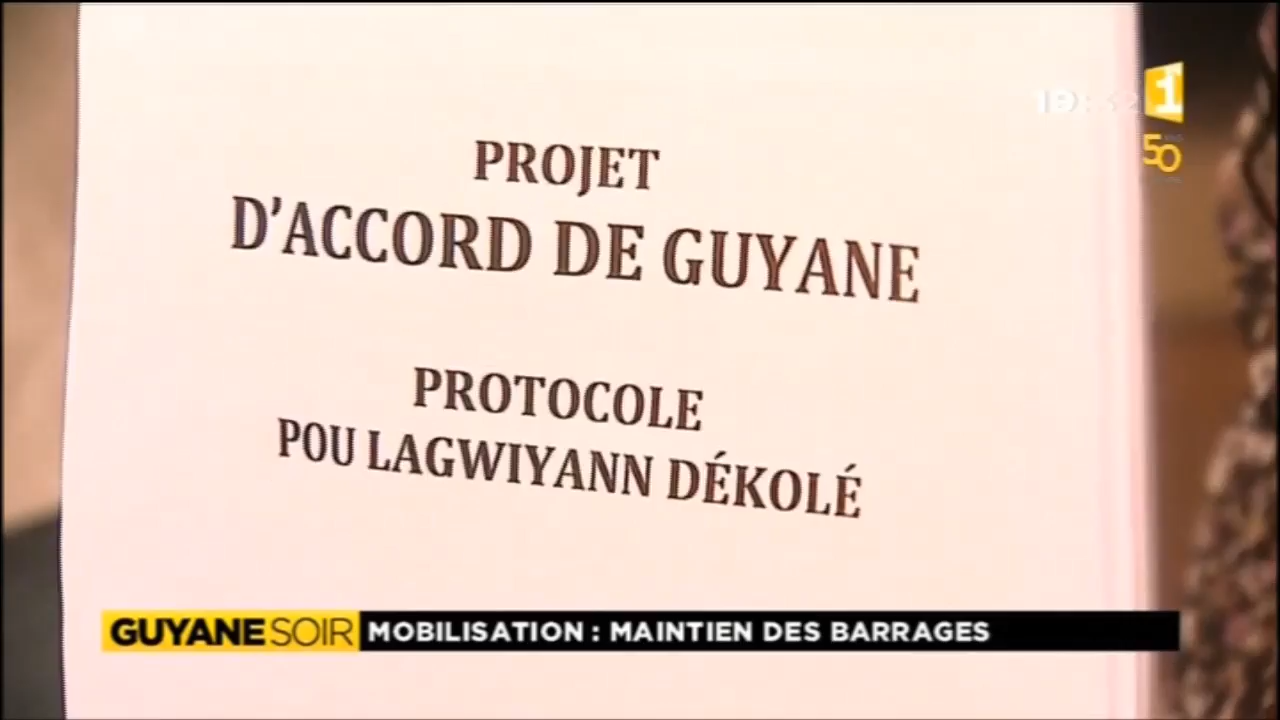 PROJET
D'ACCORD DE GUYANE
PROTOCOLE
POU LAGWIYANN DÉKOLÉ
1
50
GUYANE SOIR MOBILISATION : MAINTIEN DES BARRAGES